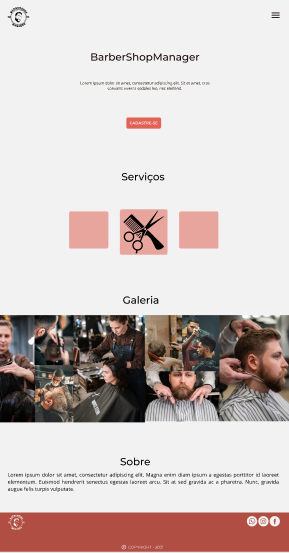 BarberShopManager
Lorem ipsum dolor sit amet, consectetur adipiscing elit. Sit at amet, cras
convallis viverra sodales leo, nec eleifend.
CADASTRE-SE
Serviços
Galeria
Sobre
Lorem ipsum dolor sit amet, consectetur adipiscing elit. Magna enim diam ipsum a egestas porttitor id laoreet
elementum. Euismod hendrerit senectus egestas laoreet arcu. Sit at sed gravida ac a pharetra. Nunc, gravida
augue felis turpis vulputate.
COPYRIGHT - 2021